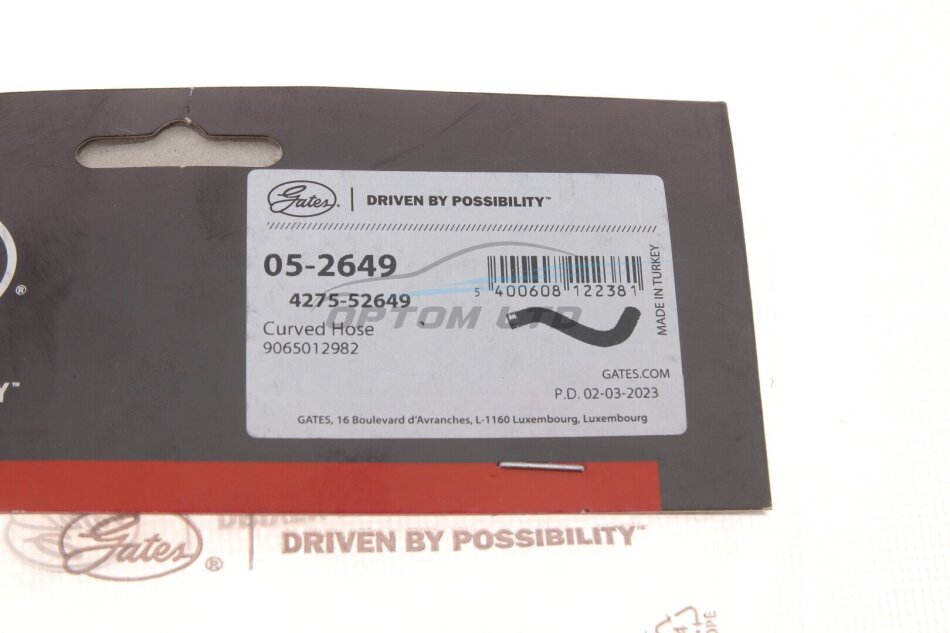 Gates® | DRIVEN BY POSSIBILITY™
05-2649
4275-52649
5 400608 122381
MADE IN TURKEY
OPTOM LTD
Curved Hose
9065012982
GATES.COM
P.D. 02-03-2023
GATES, 16 Boulevard d'Avranches, L-1160 Luxembourg, Luxembourg
®
Y™
Gates® | DRIVEN BY POSSIBILITY™